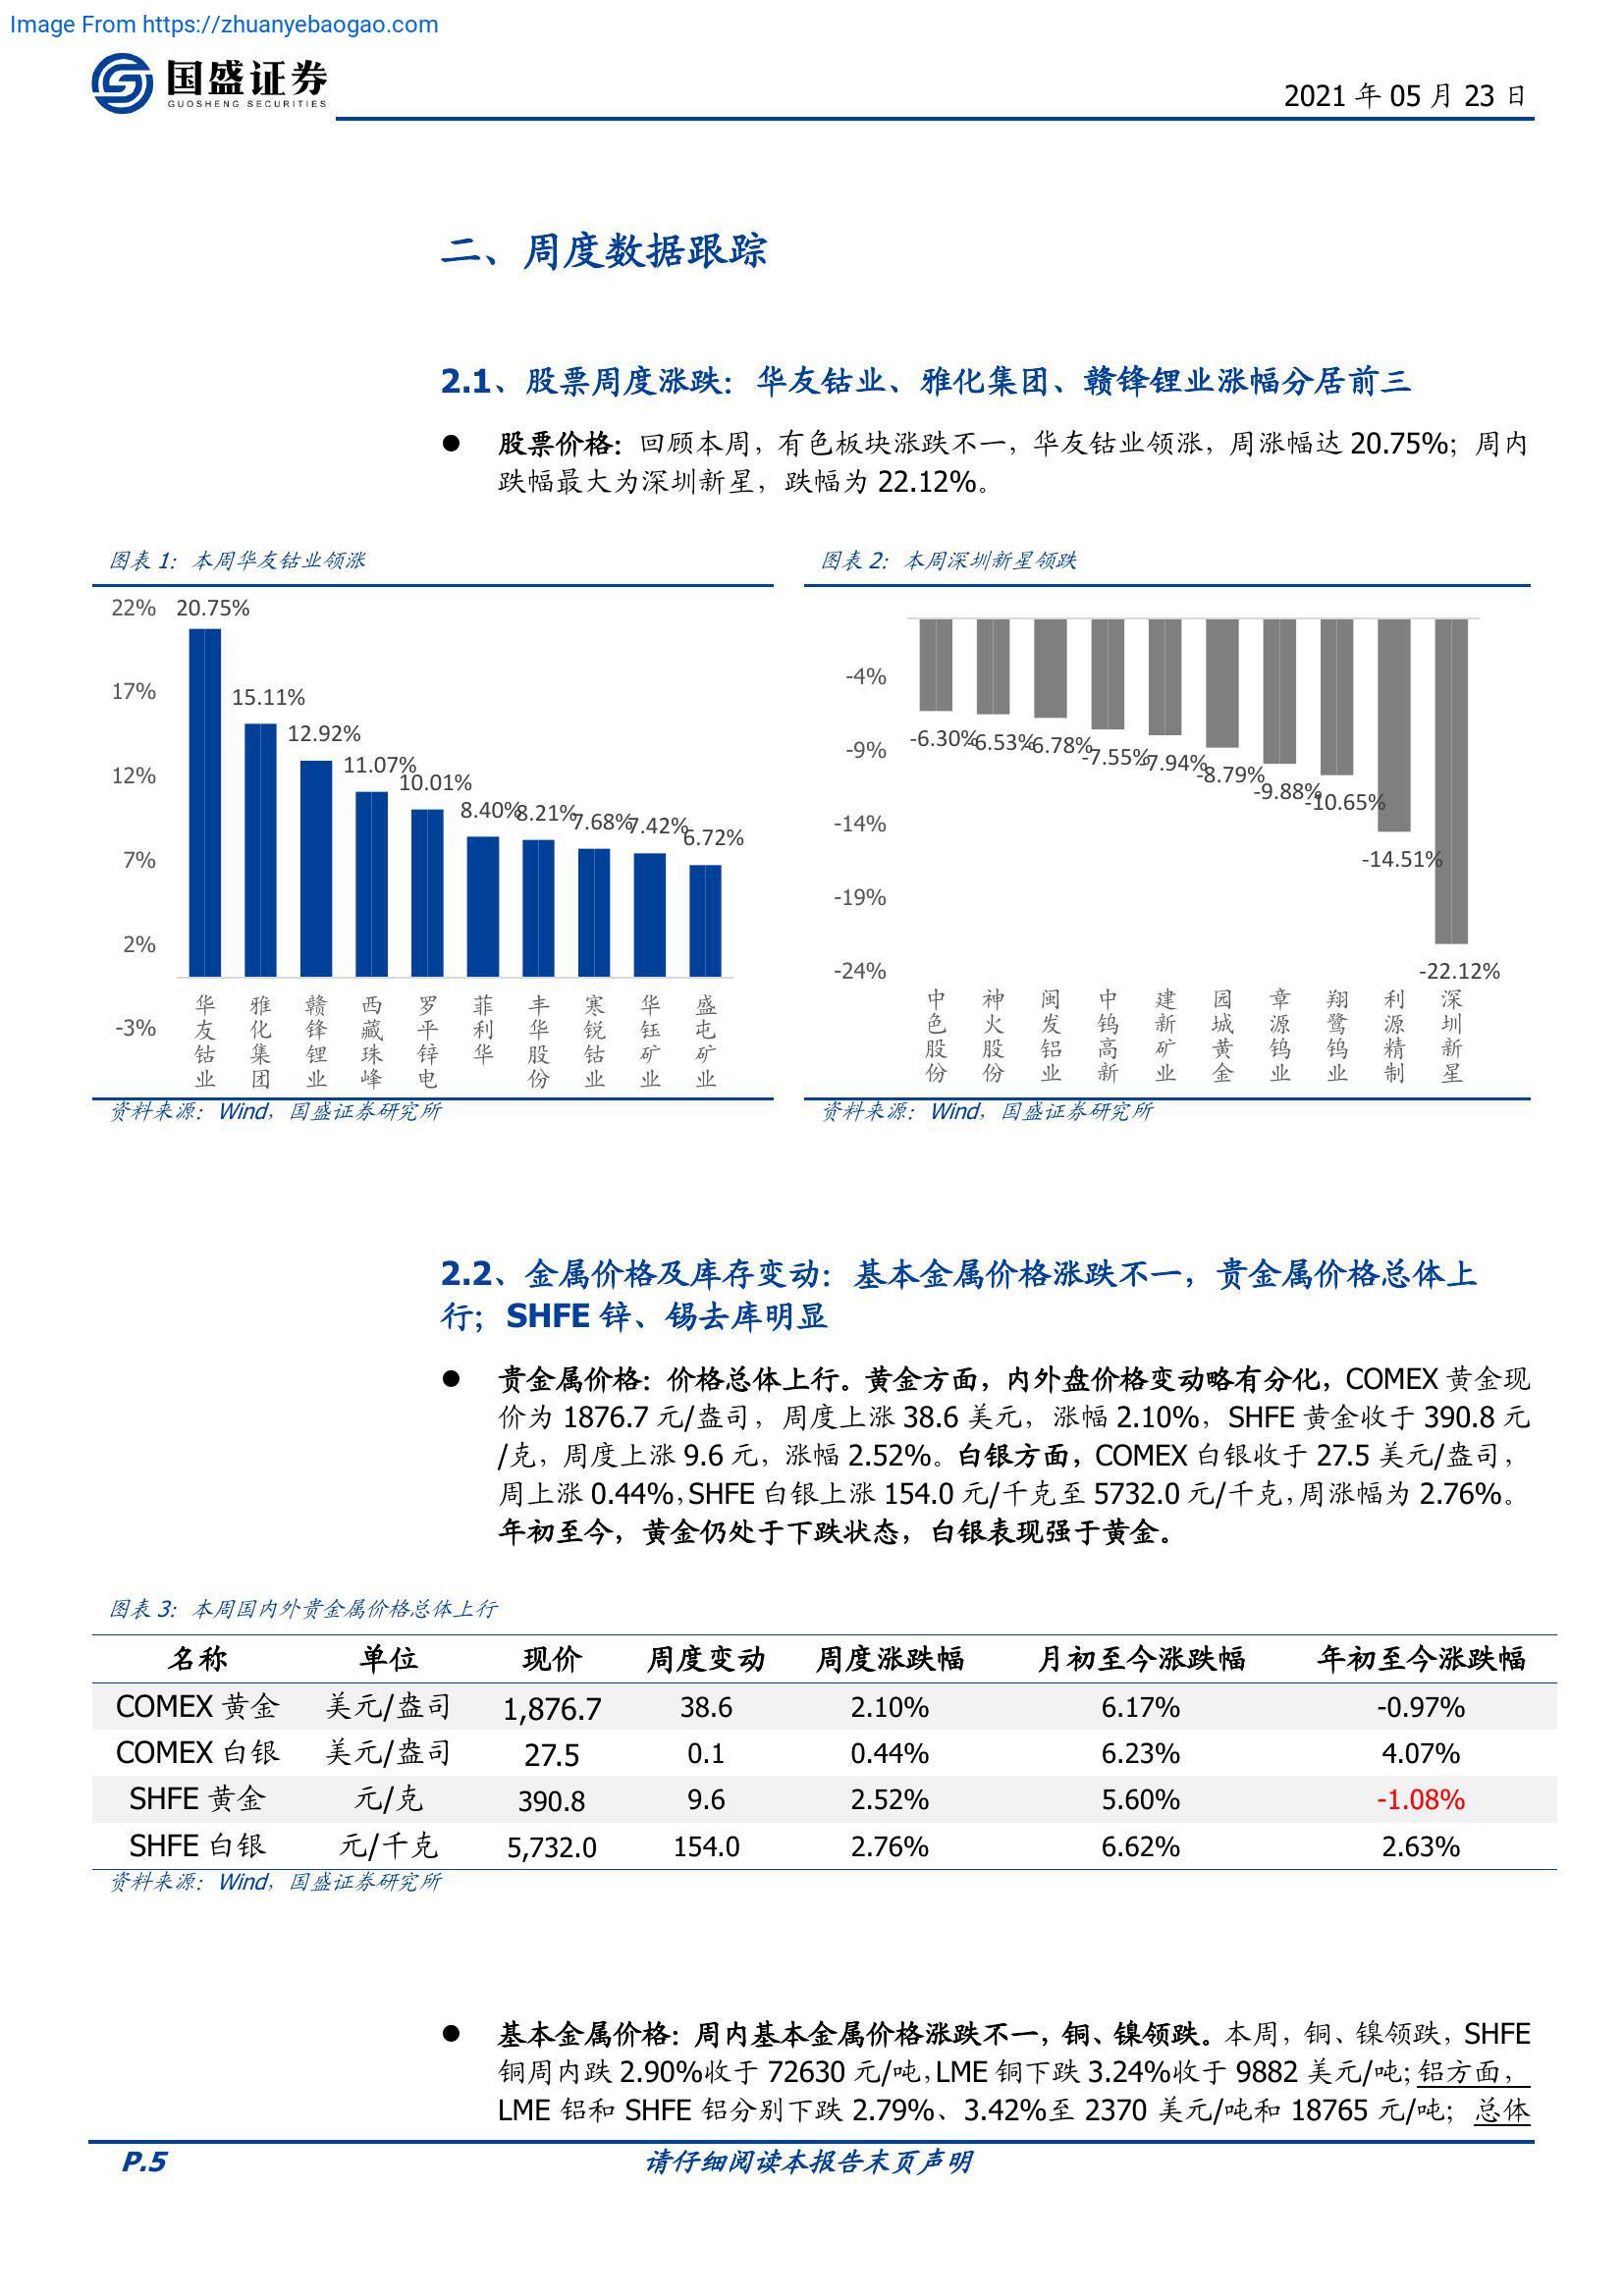 Image From https://zhuanyebaogao.com
国盛证券
GUOSHENG SECURITIES
2021 年 05 月 23 日
二、周度数据跟踪
2.1、股票周度涨跌：华友钴业、雅化集团、赣锋锂业涨幅分居前三
● 股票价格：回顾本周，有色板块涨跌不一，华友钴业领涨，周涨幅达 20.75%；周内
跌幅最大为深圳新星，跌幅为 22.12%。
图表 1：本周华友钴业领涨
22%
17%
12%
7%
2%
-3%
20.75%
15.11%
12.92%
11.07%
10.01%
8.40%
8.21%
7.68%
7.42%
6.72%
华友钴业
雅化集团
赣锋锂业
西藏珠峰
罗平锌电
菲利华
丰华股份
寒锐钴业
华钰矿业
盛屯矿业
资料来源：Wind，国盛证券研究所
图表 2：本周深圳新星领跌
-4%
-9%
-14%
-19%
-24%
-6.30%
-6.53%
-6.78%
-7.55%
-7.94%
-8.79%
-9.88%
-10.65%
-14.51%
-22.12%
中色股份
神火股份
闽发铝业
中钨高新
建新矿业
园城黄金
章源钨业
翔鹭钨业
利源精制
深圳新星
资料来源：Wind，国盛证券研究所
2.2、金属价格及库存变动：基本金属价格涨跌不一，贵金属价格总体上
行；SHFE 锌、锡去库明显
● 贵金属价格：价格总体上行。黄金方面，内外盘价格变动略有分化，COMEX 黄金现
价为 1876.7 元/盎司，周度上涨 38.6 美元，涨幅 2.10%，SHFE 黄金收于 390.8 元
/克，周度上涨 9.6 元，涨幅 2.52%。白银方面，COMEX 白银收于 27.5 美元/盎司，
周上涨 0.44%，SHFE 白银上涨 154.0 元/千克至 5732.0 元/千克，周涨幅为 2.76%。
年初至今，黄金仍处于下跌状态，白银表现强于黄金。
图表 3：本周国内外贵金属价格总体上行
名称 单位 现价 周度变动 周度涨跌幅 月初至今涨跌幅 年初至今涨跌幅
COMEX 黄金 美元/盎司 1,876.7 38.6 2.10% 6.17% -0.97%
COMEX 白银 美元/盎司 27.5 0.1 0.44% 6.23% 4.07%
SHFE 黄金 元/克 390.8 9.6 2.52% 5.60% -1.08%
SHFE 白银 元/千克 5,732.0 154.0 2.76% 6.62% 2.63%
资料来源：Wind，国盛证券研究所
● 基本金属价格：周内基本金属价格涨跌不一，铜、镍领跌。本周，铜、镍领跌，SHFE
铜周内跌 2.90%收于 72630 元/吨，LME 铜下跌 3.24%收于 9882 美元/吨；铝方面，
LME 铝和 SHFE 铝分别下跌 2.79%、3.42%至 2370 美元/吨和 18765 元/吨；总体
P.5
请仔细阅读本报告末页声明